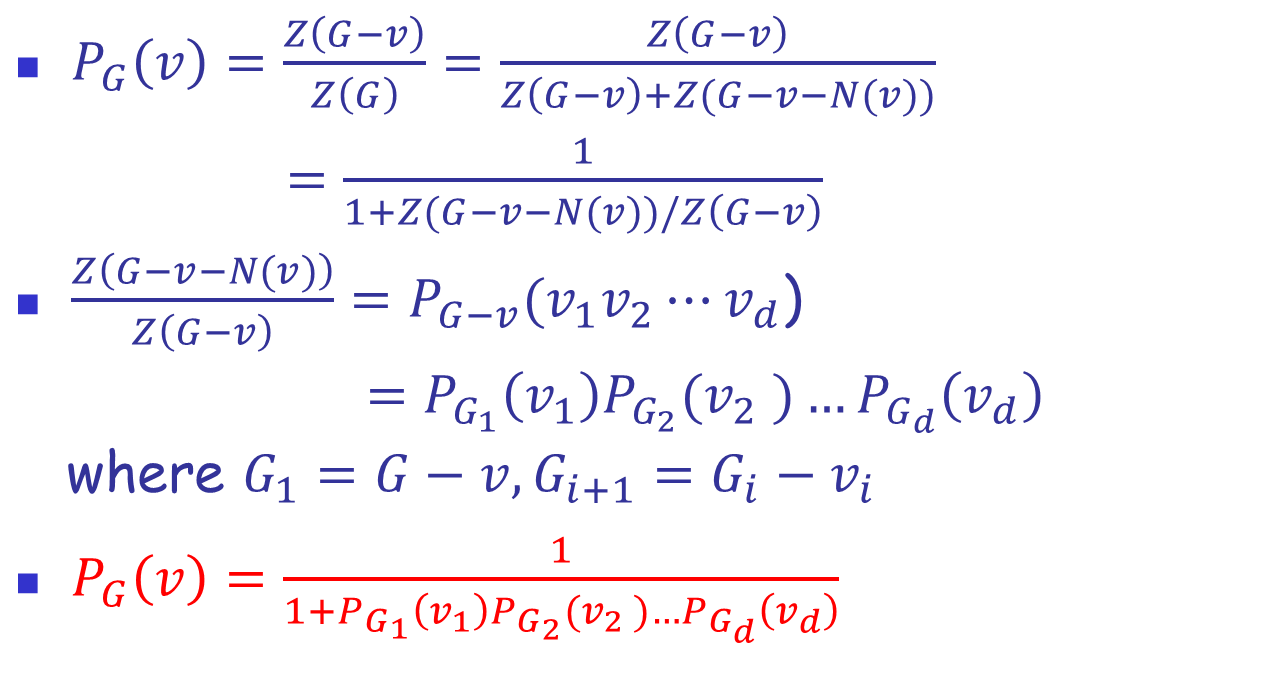 ▪ P_G(v) = Z(G−v)/Z(G) = Z(G−v)/(Z(G−v)+Z(G−v−N(v)))
= 1/(1+Z(G−v−N(v))/Z(G−v))
▪ Z(G−v−N(v))/Z(G−v) = P_{G−v}(v_1 v_2 ⋯ v_d)
= P_{G_1}(v_1)P_{G_2}(v_2 ) … P_{G_d}(v_d)
where G_1 = G − v, G_{i+1} = G_i − v_i
▪ P_G(v) = 1/(1+P_{G_1}(v_1)P_{G_2}(v_2 )…P_{G_d}(v_d))